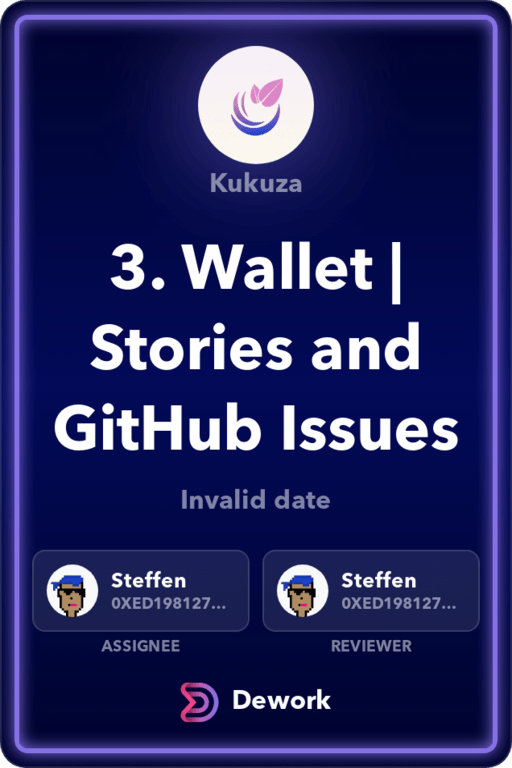 Kukuza
3. Wallet |
Stories and
GitHub Issues
Invalid date
Steffen
0XED198127...
ASSIGNEE
Steffen
0XED198127...
REVIEWER
Dework